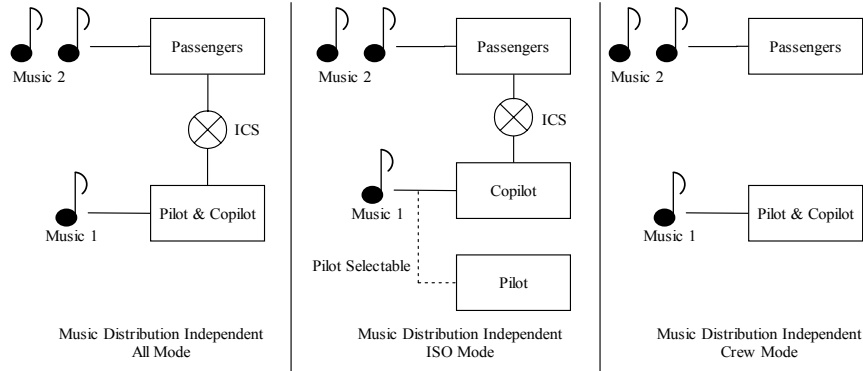 Passengers
Music 2
ICS
Pilot & Copilot
Music 1
Music Distribution Independent
All Mode
Passengers
Music 2
ICS
Copilot
Music 1
Pilot Selectable
Pilot
Music Distribution Independent
ISO Mode
Passengers
Music 2
Pilot & Copilot
Music 1
Music Distribution Independent
Crew Mode